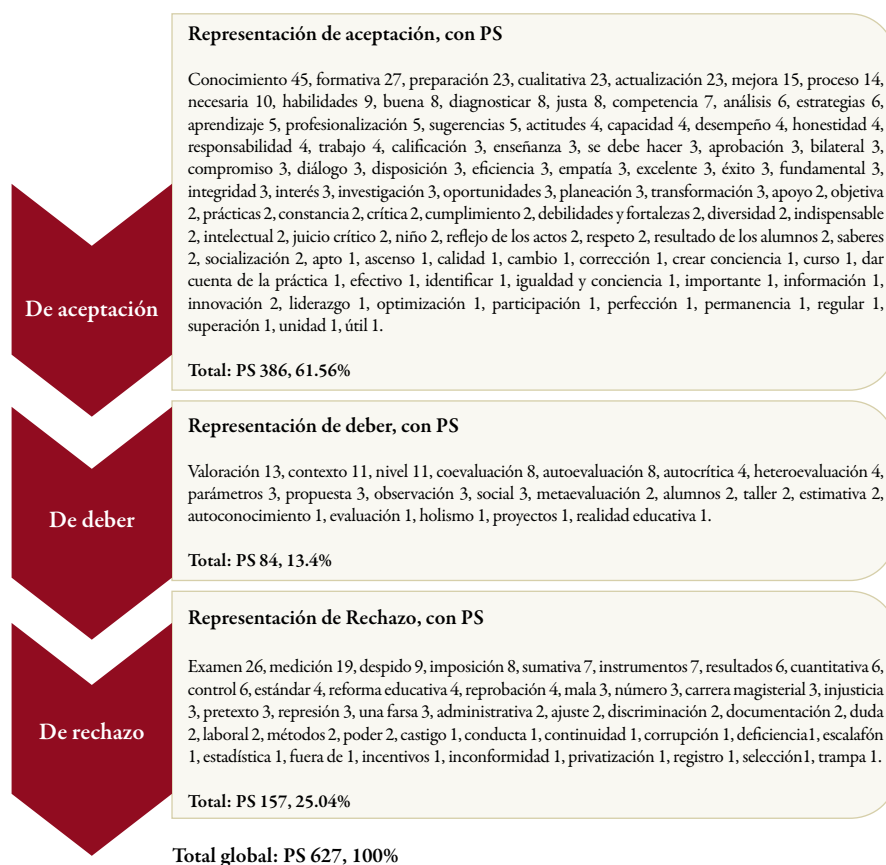 Representación de aceptación, con PS
Conocimiento 45, formativa 27, preparación 23, cualitativa 23, actualización 23, mejora 15, proceso 14,
necesaria 10, habilidades 9, buena 8, diagnosticar 8, justa 8, competencia 7, análisis 6, estrategias 6,
aprendizaje 5, profesionalización 5, sugerencias 5, actitudes 4, capacidad 4, desempeño 4, honestidad 4,
responsabilidad 4, trabajo 4, calificación 3, enseñanza 3, se debe hacer 3, aprobación 3, bilateral 3,
compromiso 3, diálogo 3, disposición 3, eficiencia 3, empatía 3, excelente 3, éxito 3, fundamental 3,
integridad 3, interés 3, investigación 3, oportunidades 3, planeación 3, transformación 3, apoyo 2, objetiva
2, prácticas 2, constancia 2, crítica 2, cumplimiento 2, debilidades y fortalezas 2, diversidad 2, indispensable
2, intelectual 2, juicio crítico 2, niño 2, reflejo de los actos 2, respeto 2, resultado de los alumnos 2, saberes
2, socialización 2, apto 1, ascenso 1, calidad 1, cambio 1, corrección 1, crear conciencia 1, curso 1, dar
cuenta de la práctica 1, efectivo 1, identificar 1, igualdad y conciencia 1, importante 1, información 1,
innovación 2, liderazgo 1, optimización 1, participación 1, perfección 1, permanencia 1, regular 1,
superación 1, unidad 1, útil 1.
Total: PS 386, 61.56%
De aceptación
Representación de deber, con PS
Valoración 13, contexto 11, nivel 11, coevaluación 8, autoevaluación 8, autocrítica 4, heteroevaluación 4,
parámetros 3, propuesta 3, observación 3, social 3, metaevaluación 2, alumnos 2, taller 2, estimativa 2,
autoconocimiento 1, evaluación 1, holismo 1, proyectos 1, realidad educativa 1.
Total: PS 84, 13.4%
De deber
Representación de Rechazo, con PS
Examen 26, medición 19, despido 9, imposición 8, sumativa 7, instrumentos 7, resultados 6, cuantitativa 6,
control 6, estándar 4, reforma educativa 4, reprobación 4, mala 3, número 3, carrera magisterial 3, injusticia
3, pretexto 3, represión 3, una farsa 3, administrativa 2, ajuste 2, discriminación 2, documentación 2, duda
2, laboral 2, métodos 2, poder 2, castigo 1, conducta 1, continuidad 1, corrupción 1, deficiencia1, escalafón
1, estadística 1, fuera de 1, incentivos 1, inconformidad 1, privatización 1, registro 1, selección1, trampa 1.
Total: PS 157, 25.04%
De rechazo
Total global: PS 627, 100%